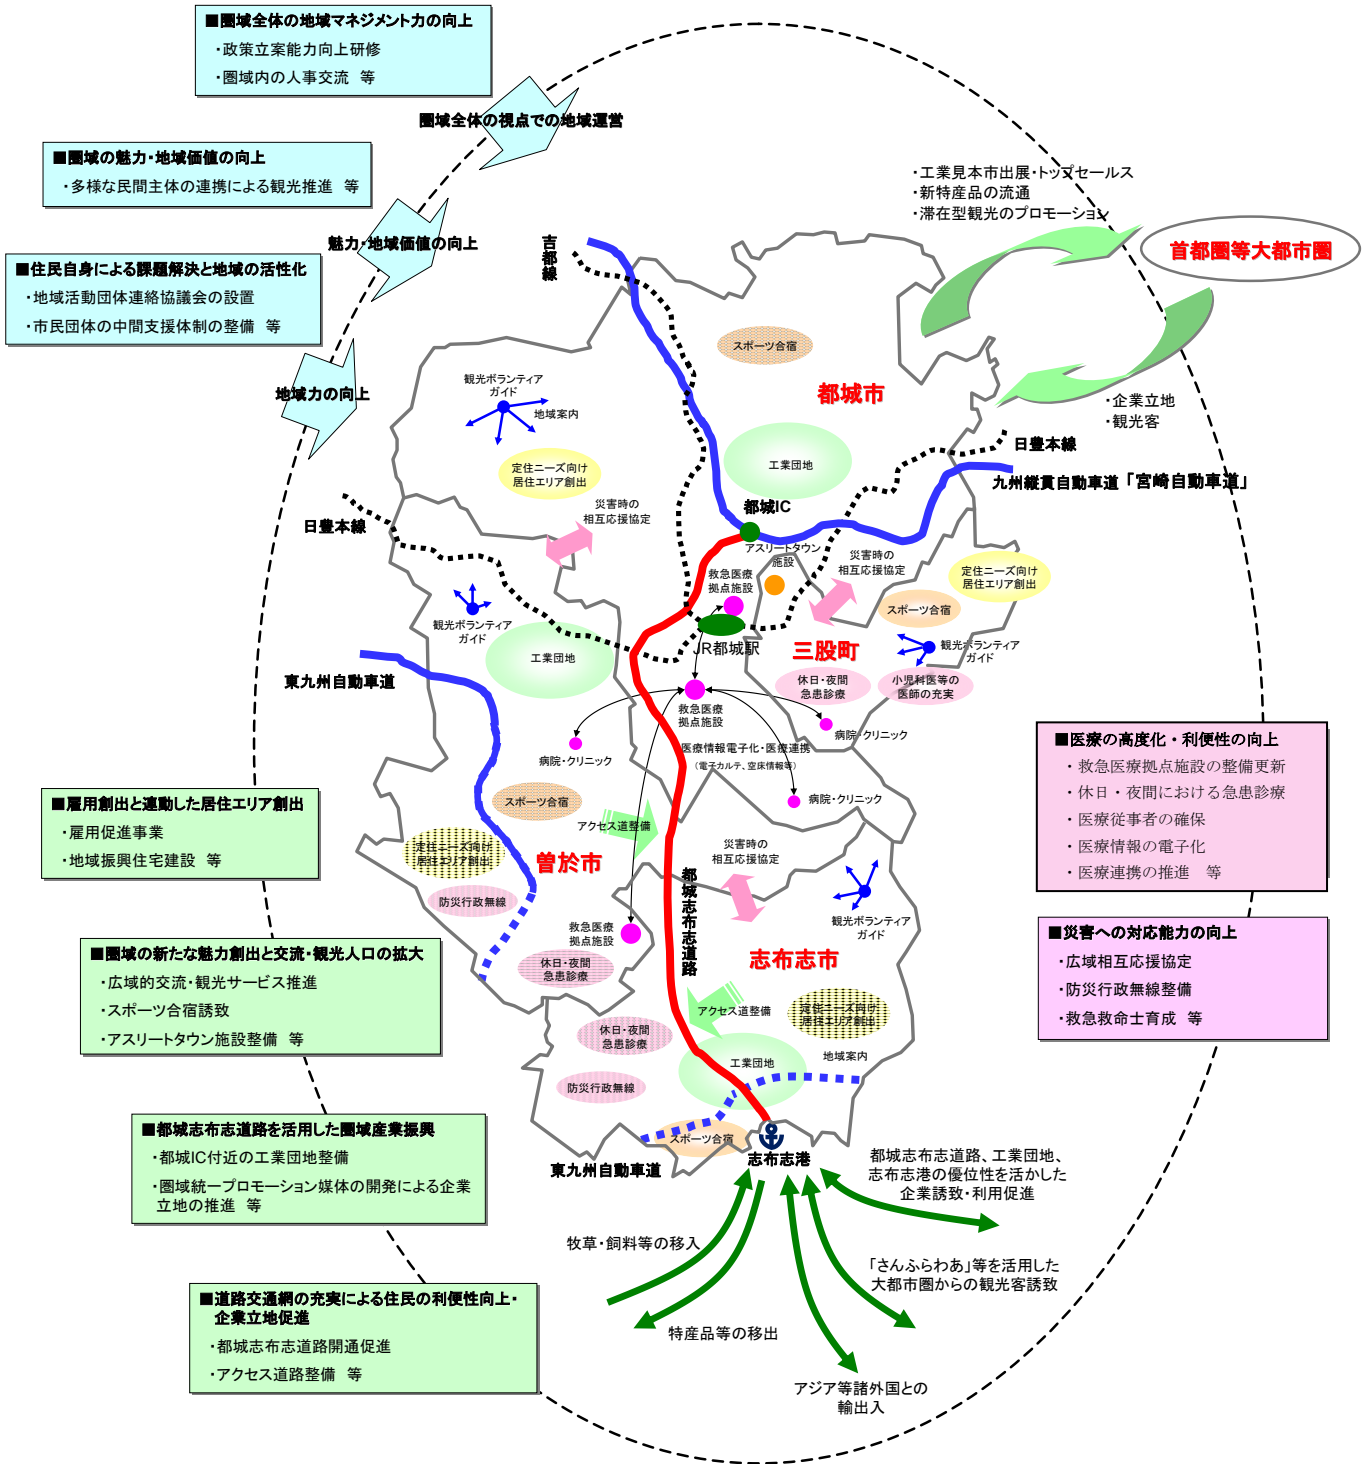 ■圏域全体の地域マネジメント力の向上
・政策立案能力向上研修
・圏域内の人事交流　等
圏域全体の視点での地域運営
■圏域の魅力・地域価値の向上
・多様な民間主体の連携による観光推進　等
魅力・地域価値の向上
■住民自身による課題解決と地域の活性化
・地域活動団体連絡協議会の設置
・市民団体の中間支援体制の整備　等
地域力の向上
・工業見本市出展・トップセールス
・新特産品の流通
・滞在型観光のプロモーション
首都圏等大都市圏
・企業立地
・観光客
吉都線
スポーツ合宿
都城市
観光ボランティア
ガイド
地域案内
定住ニーズ向け
居住エリア創出
工業団地
日豊本線
九州縦貫自動車道「宮崎自動車道」
都城IC
災害時の
相互応援協定
日豊本線
アスリートタウン
施設
災害時の
相互応援協定
救急医療
拠点施設
定住ニーズ向け
居住エリア創出
スポーツ合宿
観光ボランティア
ガイド
JR都城駅
三股町
観光ボランティア
ガイド
工業団地
東九州自動車道
休日・夜間
急患診療
小児科医等の
医師の充実
救急医療
拠点施設
病院・クリニック
病院・クリニック
医療情報電子化・医療連携
（電子カルテ、空床情報等）
病院・クリニック
スポーツ合宿
アクセス道整備
定住ニーズ向け
居住エリア創出
曽於市
防災行政無線
災害時の
相互応援協定
都城志布志道路
観光ボランティア
ガイド
救急医療
拠点施設
休日・夜間
急患診療
志布志市
アクセス道整備
定住ニーズ向け
居住エリア創出
休日・夜間
急患診療
地域案内
工業団地
防災行政無線
スポーツ合宿
東九州自動車道
志布志港
■医療の高度化・利便性の向上
・救急医療拠点施設の整備更新
・休日・夜間における急患診療
・医療従事者の確保
・医療情報の電子化
・医療連携の推進　等
■災害への対応能力の向上
・広域相互応援協定
・防災行政無線整備
・救急救命士育成　等
■雇用創出と連動した居住エリア創出
・雇用促進事業
・地域振興住宅建設　等
■圏域の新たな魅力創出と交流・観光人口の拡大
・広域的交流・観光サービス推進
・スポーツ合宿誘致
・アスリートタウン施設整備　等
■都城志布志道路を活用した圏域産業振興
・都城IC付近の工業団地整備
・圏域統一プロモーション媒体の開発による企業
立地の推進　等
■道路交通網の充実による住民の利便性向上・
企業立地促進
・都城志布志道路開通促進
・アクセス道路整備　等
都城志布志道路、工業団地、
志布志港の優位性を活かした
企業誘致・利用促進
牧草・飼料等の移入
「さんふらわあ」等を活用した
大都市圏からの観光客誘致
特産品等の移出
アジア等諸外国との
輸出入